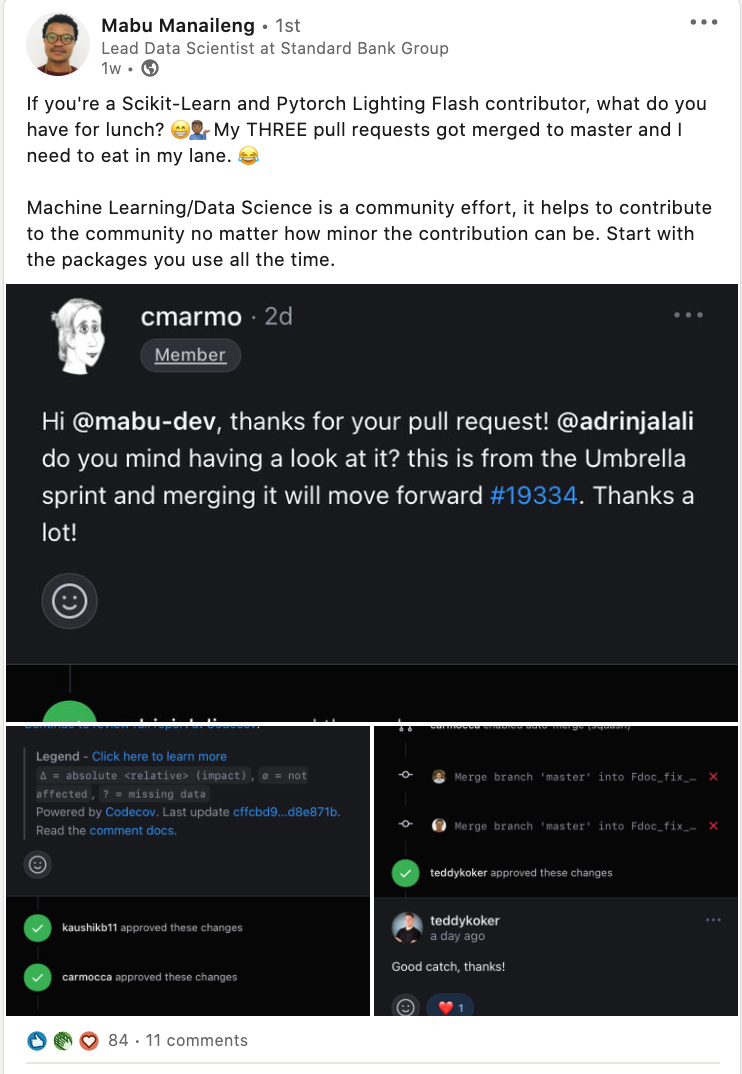 Mabu Manaileng • 1st
Lead Data Scientist at Standard Bank Group
1w •
If you're a Scikit-Learn and Pytorch Lighting Flash contributor, what do you
have for lunch? 😁💁🏾‍♂️ My THREE pull requests got merged to master and I
need to eat in my lane. 😂
Machine Learning/Data Science is a community effort, it helps to contribute
to the community no matter how minor the contribution can be. Start with
the packages you use all the time.
cmarmo · 2d
Member
Hi @mabu-dev, thanks for your pull request! @adrinjalali
do you mind having a look at it? this is from the Umbrella
sprint and merging it will move forward #19334. Thanks a
lot!
Legend - Click here to learn more
Δ = absolute <relative> (impact), ø = not
affected, ? = missing data
Powered by Codecov. Last update cffcbd9...d8e871b.
Read the comment docs.
kaushikb11 approved these changes
carmocca approved these changes
carmocca enabled auto-merge (squash)
Merge branch 'master' into Fdoc_fix_…
Merge branch 'master' into Fdoc_fix_…
teddykoker approved these changes
teddykoker
a day ago
Good catch, thanks!
❤️ 1
84 · 11 comments